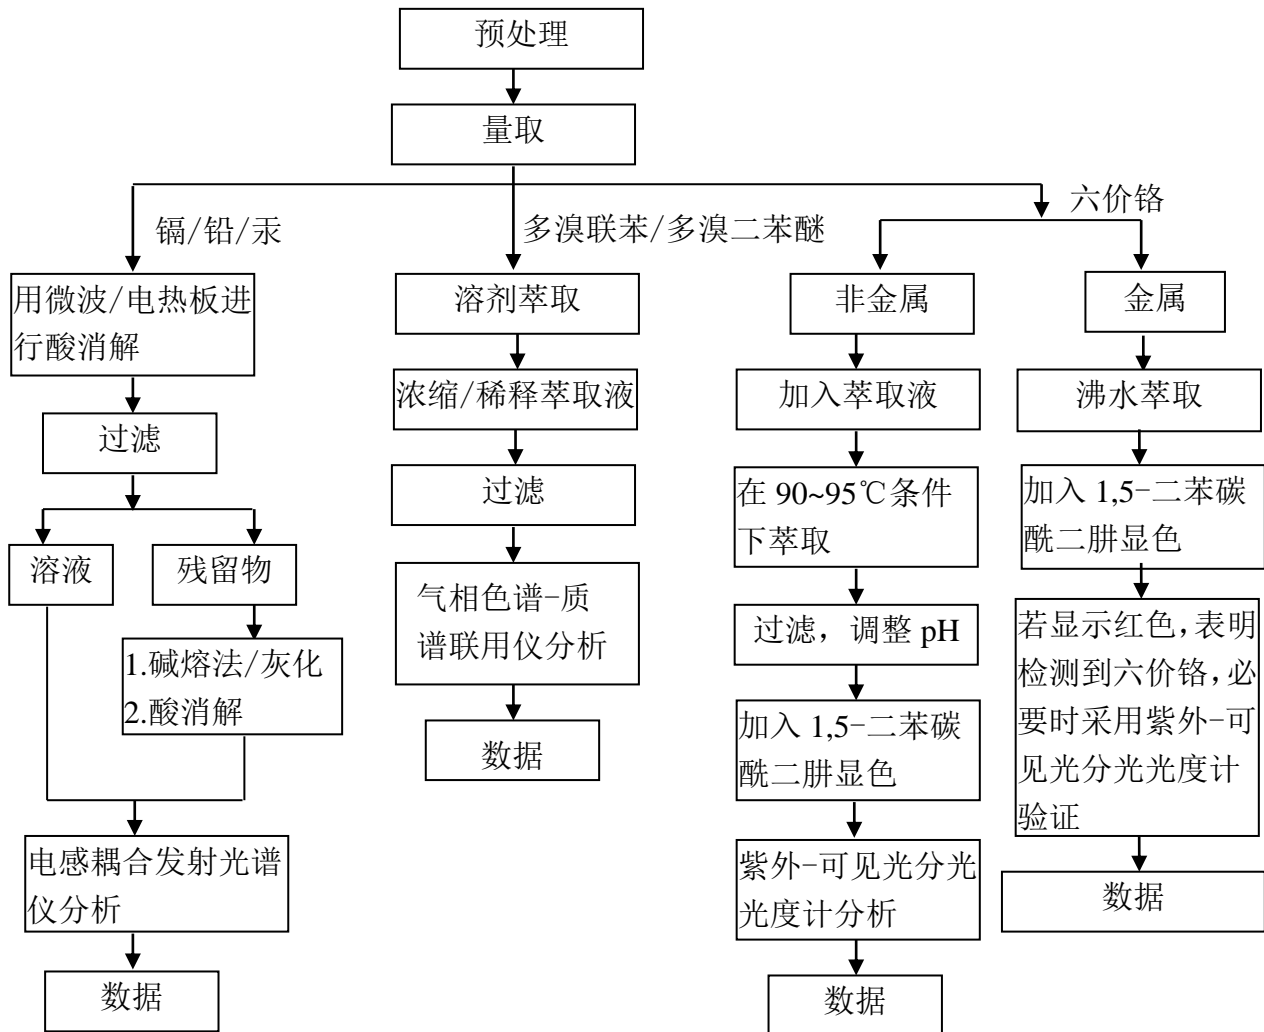 预处理
量取
镉/铅/汞
多溴联苯/多溴二苯醚
六价铬
用微波/电热板进
行酸消解
过滤
溶液
残留物
1.碱熔法/灰化
2.酸消解
电感耦合发射光谱
仪分析
数据
溶剂萃取
浓缩/稀释萃取液
过滤
气相色谱-质
谱联用仪分析
数据
非金属
加入萃取液
在 90~95℃条件
下萃取
过滤，调整 pH
加入 1,5-二苯碳
酰二肼显色
紫外-可见光分光
光度计分析
数据
金属
沸水萃取
加入 1,5-二苯碳
酰二肼显色
若显示红色，表明
检测到六价铬，必
要时采用紫外-可
见光分光光度计
验证
数据